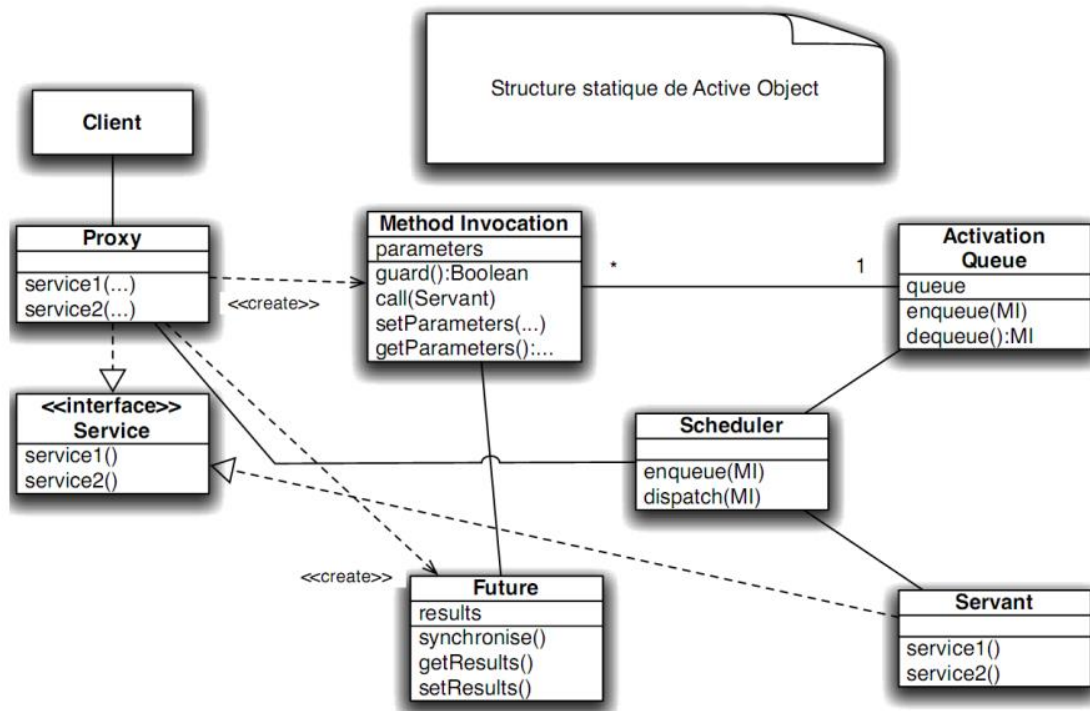 Structure statique de Active Object
Client
Proxy
service1(...)
service2(...)
<<create>>
Method Invocation
parameters
guard():Boolean
call(Servant)
setParameters(...)
getParameters():...
*
1
Activation
Queue
queue
enqueue(MI)
dequeue():MI
<<interface>>
Service
service1()
service2()
Scheduler
enqueue(MI)
dispatch(MI)
<<create>>
Future
results
synchronise()
getResults()
setResults()
Servant
service1()
service2()